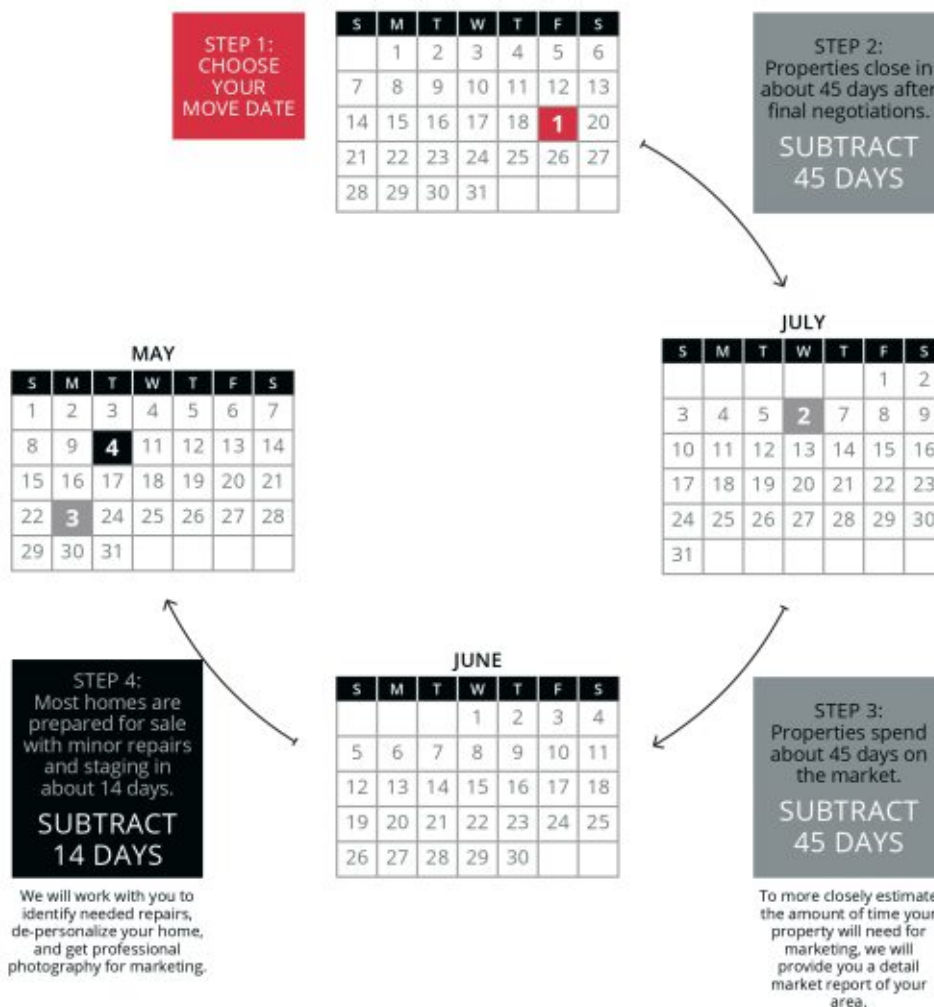 STEP 1:
CHOOSE
YOUR
MOVE DATE
S M T W T F S
1 2 3 4 5 6
7 8 9 10 11 12 13
14 15 16 17 18 1 20
21 22 23 24 25 26 27
28 29 30 31
STEP 2:
Properties close in
about 45 days after
final negotiations.
SUBTRACT
45 DAYS
MAY
S M T W T F S
1 2 3 4 5 6 7
8 9 4 11 12 13 14
15 16 17 18 19 20 21
22 3 24 25 26 27 28
29 30 31
JULY
S M T W T F S
1 2
3 4 5 2 7 8 9
10 11 12 13 14 15 16
17 18 19 20 21 22 23
24 25 26 27 28 29 30
31
STEP 4:
Most homes are
prepared for sale
with minor repairs
and staging in
about 14 days.
SUBTRACT
14 DAYS
We will work with you to
identify needed repairs,
de-personalize your home,
and get professional
photography for marketing.
JUNE
S M T W T F S
1 2 3 4
5 6 7 8 9 10 11
12 13 14 15 16 17 18
19 20 21 22 23 24 25
26 27 28 29 30
STEP 3:
Properties spend
about 45 days on
the market.
SUBTRACT
45 DAYS
To more closely estimate
the amount of time your
property will need for
marketing, we will
provide you a detail
market report of your
area.